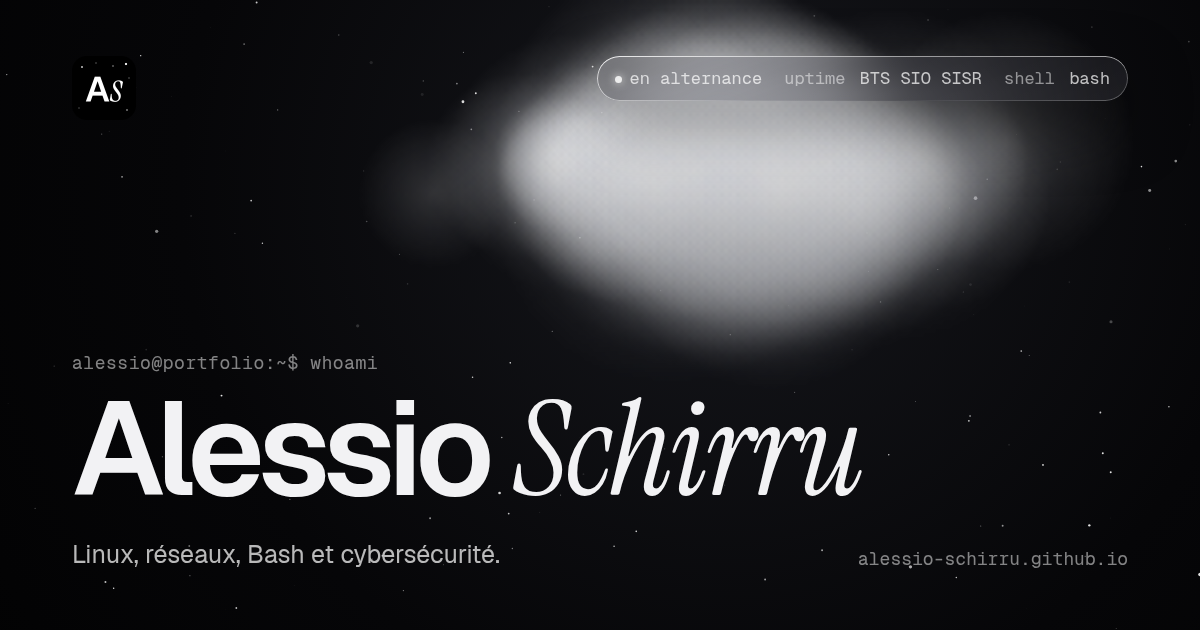 As
en alternance uptime BTS SIO SISR shell bash
alessio@portfolio:~$ whoami
Alessio Schirru
Linux, réseaux, Bash et cybersécurité.
alessio-schirru.github.io